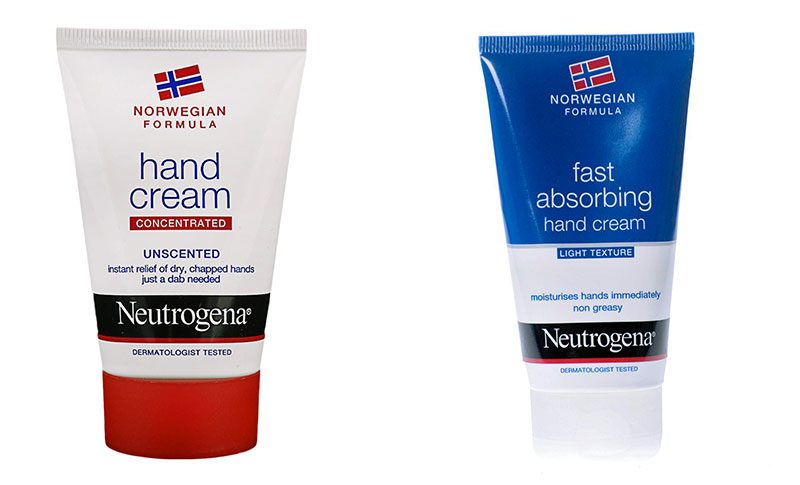 NORWEGIAN
FORMULA
hand
cream
CONCENTRATED
UNSCENTED
instant relief of dry, chapped hands
just a dab needed
Neutrogena®
DERMATOLOGIST TESTED
NORWEGIAN
FORMULA
fast
absorbing
hand cream
LIGHT TEXTURE
moisturises hands immediately
non greasy
Neutrogena®
DERMATOLOGIST TESTED